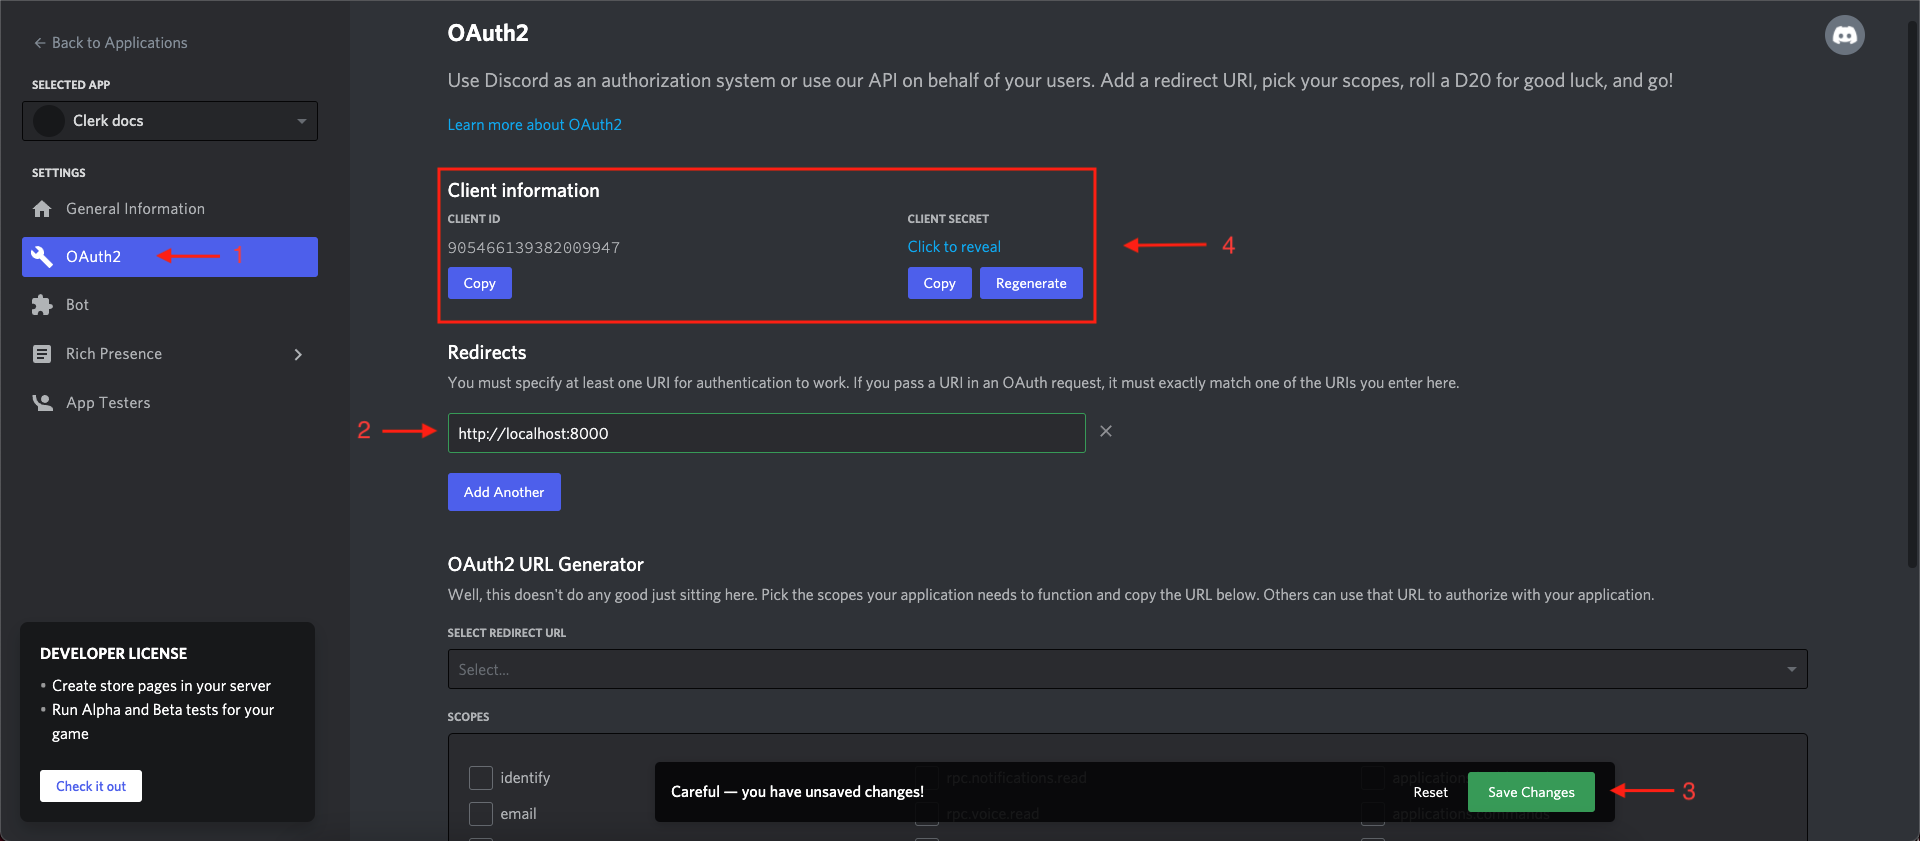 Back to Applications
SELECTED APP
Clerk docs
SETTINGS
General Information
OAuth2
1
Bot
Rich Presence
App Testers
DEVELOPER LICENSE
• Create store pages in your server
• Run Alpha and Beta tests for your
game
Check it out
OAuth2
Use Discord as an authorization system or use our API on behalf of your users. Add a redirect URI, pick your scopes, roll a D20 for good luck, and go!
Learn more about OAuth2
Client information
CLIENT ID
905466139382009947
Copy
CLIENT SECRET
Click to reveal
Copy Regenerate
4
Redirects
You must specify at least one URI for authentication to work. If you pass a URI in an OAuth request, it must exactly match one of the URIs you enter here.
2
http://localhost:8000
Add Another
OAuth2 URL Generator
Well, this doesn't do any good just sitting here. Pick the scopes your application needs to function and copy the URL below. Others can use that URL to authorize with your application.
SELECT REDIRECT URL
Select...
SCOPES
identify
rpc.notifications.read
email
rpc.voice.read
applications.commands
Careful — you have unsaved changes!
Reset
Save Changes
3